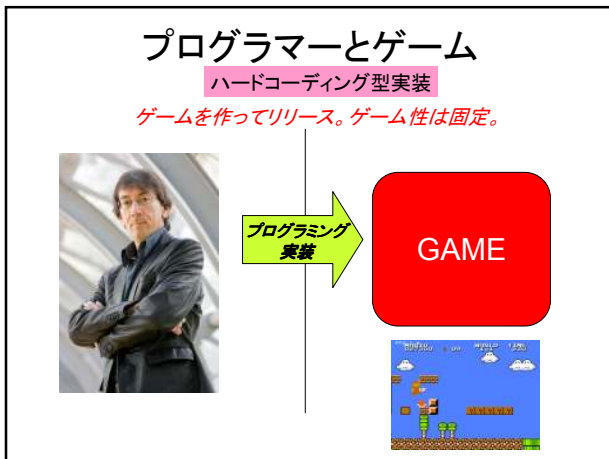 プログラマーとゲーム
ハードコーディング型実装
ゲームを作ってリリース。ゲーム性は固定。
プログラミング
実装
GAME